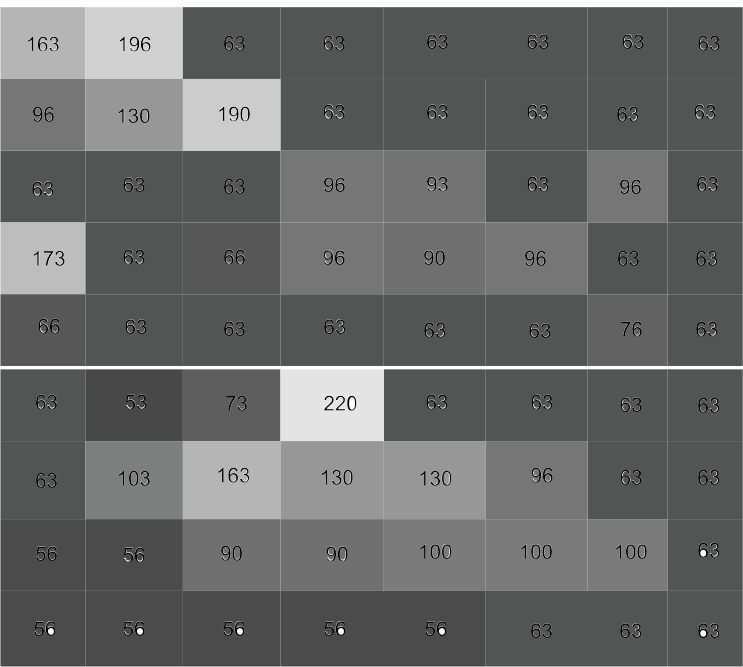 163 196 63 63 63 63 63 63
96 130 190 63 63 63 63 63
63 63 63 96 93 63 96 63
173 63 66 96 90 96 63 63
66 63 63 63 63 63 76 63
63 53 73 220 63 63 63 63
63 103 163 130 130 96 63 63
56 56 90 90 100 100 100 63
56 56 56 56 56 63 63 63